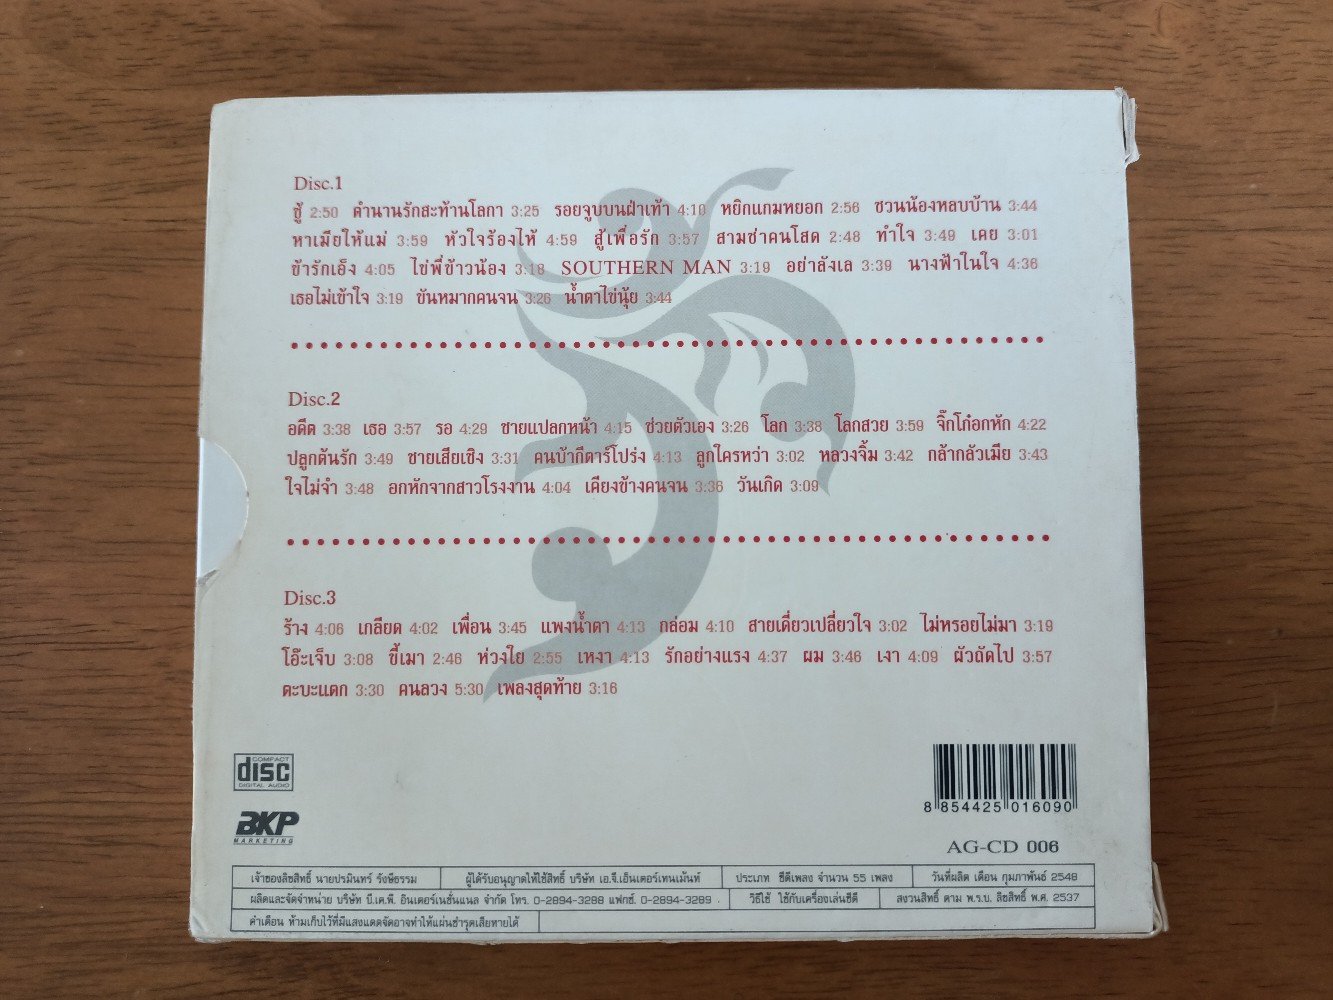 Disc.1
ชู้ 2:50 ตำนานรักสะท้านโลกา 3:25 รอยจูบบนฝ่าเท้า 4:10 หยิกแกมหยอก 2:56 ชวนน้องหลบบ้าน 3:44
หาเมียให้แม่ 3:59 หัวใจร้องไห้ 4:59 สู้เพื่อรัก 3:57 สามช่าคนโสด 2:48 ทำใจ 3:49 เคย 3:01
ข้ารักเอ็ง 4:05 ไข่พี่ข้าวน้อง 3:18 SOUTHERN MAN 3:19 อย่าลังเล 3:39 นางฟ้าในใจ 4:36
เธอไม่เข้าใจ 3:19 ขันหมากคนจน 3:26 น้ำตาไข่นุ้ย 3:44
Disc.2
อดีต 3:38 เธอ 3:57 รอ 4:29 ชายแปลกหน้า 4:15 ช่วยตัวเอง 3:26 โลก 3:38 โลกสวย 3:59 จิ๊กโก๋อกหัก 4:22
ปลูกต้นรัก 3:49 ชายเสียเชิง 3:31 คนบ้ากีตาร์โปร่ง 4:13 ลูกใครหว่า 3:02 หลวงจิ้ม 3:42 กล้ากลัวเมีย 3:43
ใจไม่จำ 3:48 อกหักจากสาวโรงงาน 4:04 เคียงข้างคนจน 3:36 วันเกิด 3:09
Disc.3
ร้าง 4:06 เกลียด 4:02 เพื่อน 3:45 แพงน้ำตา 4:13 กล่อม 4:10 สายเดี่ยวเปลี่ยวใจ 3:02 ไม่หรอยไม่มา 3:19
โอ๊ะเจ็บ 3:08 ขี้เมา 2:46 ห่วงใย 2:55 เหงา 4:13 รักอย่างแรง 4:37 ผม 3:46 เงา 4:09 ผัวถัดไป 3:57
ตะบะแตก 3:30 คนลวง 5:30 เพลงสุดท้าย 3:16
COMPACT
disc
DIGITAL AUDIO
BKP
MARKETING
8 854425 016090
AG-CD 006
เจ้าของลิขสิทธิ์ นายปรมินทร์ รังษีธรรม ผู้ได้รับอนุญาตให้ใช้สิทธิ์ บริษัท เอ.จี.เอ็นเตอร์เทนเม้นท์ ประเภท ซีดีเพลง จำนวน 55 เพลง วันที่ผลิต เดือน กุมภาพันธ์ 2548
ผลิตและจัดจำหน่าย บริษัท บี.เค.พี. อินเตอร์เนชั่นแนล จำกัด โทร. 0-2894-3288 แฟกซ์. 0-2894-3289 วิธีใช้ ใช้กับเครื่องเล่นซีดี สงวนสิทธิ์ ตาม พ.ร.บ. ลิขสิทธิ์ พ.ศ. 2537
คำเตือน ห้ามเก็บไว้ที่มีแสงแดดจัดอาจทำให้แผ่นชำรุดเสียหายได้